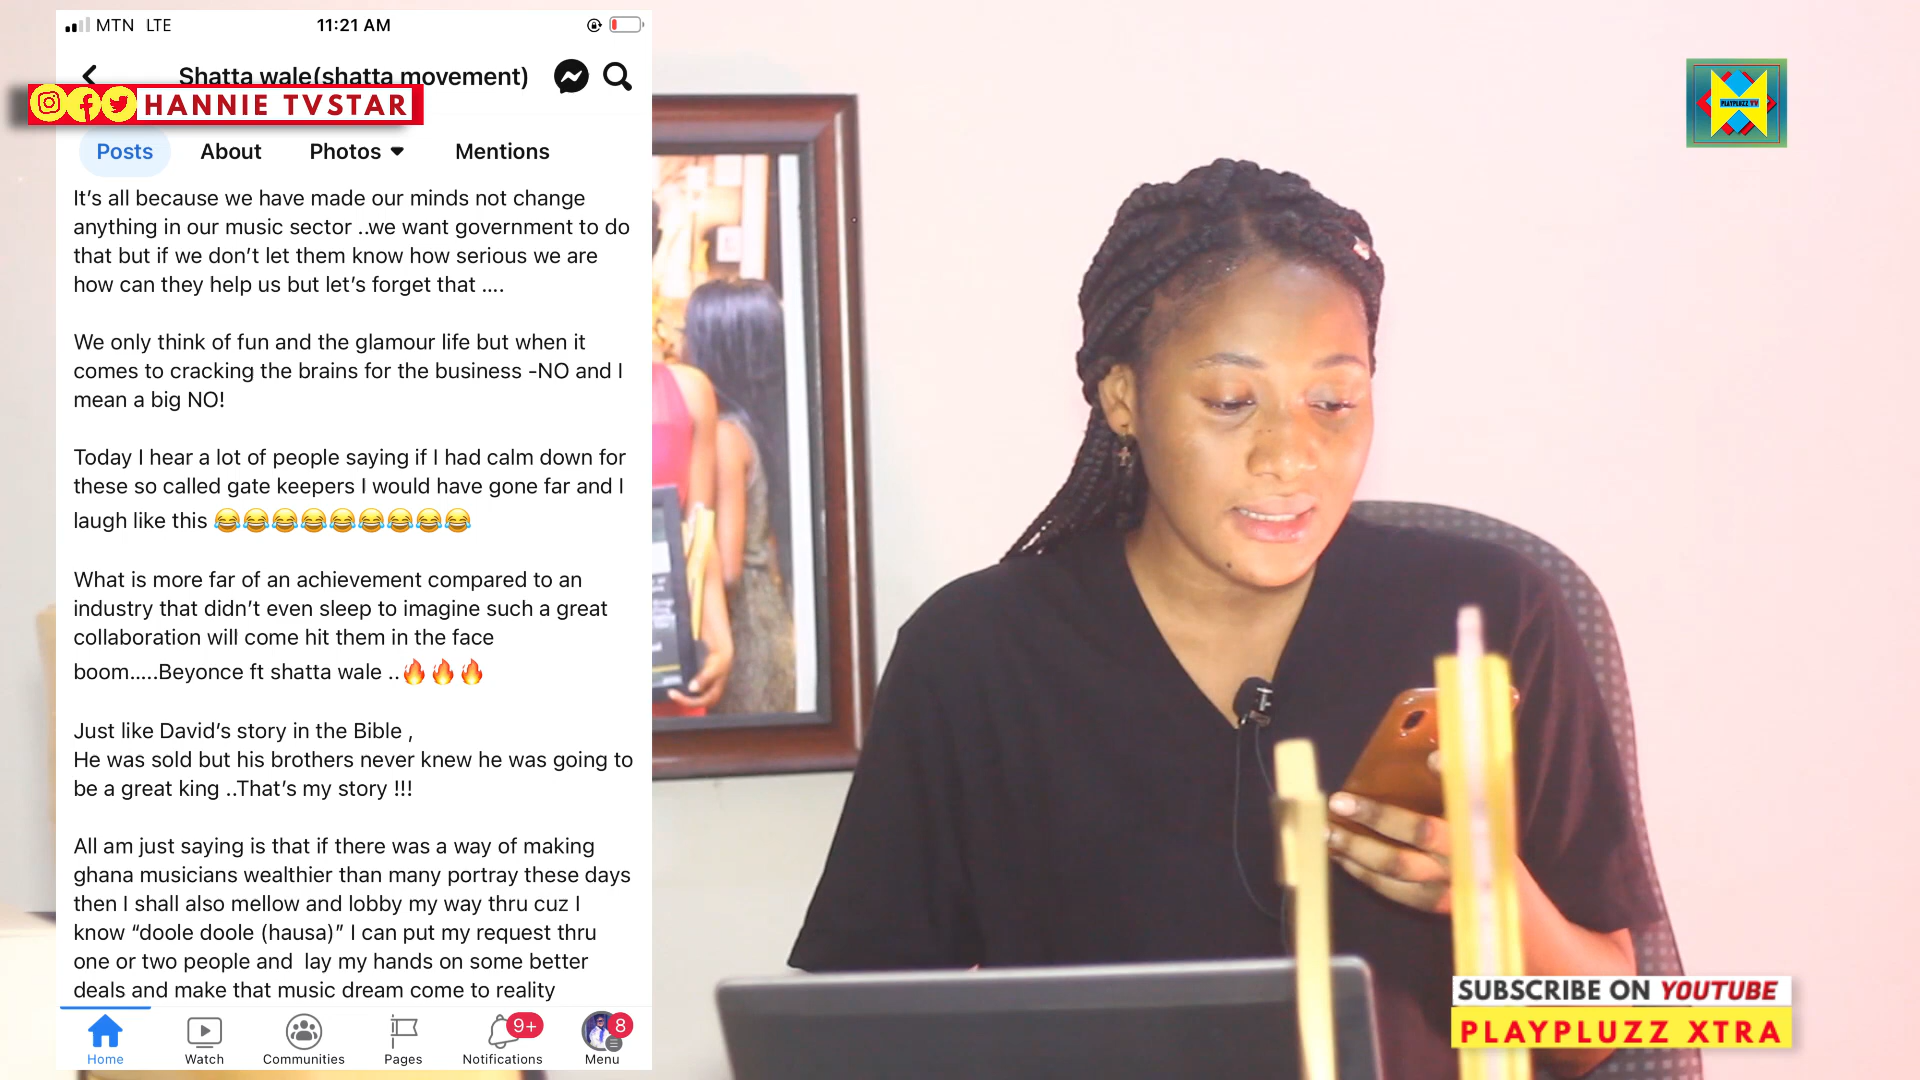 MTN LTE
11:21 AM
Shatta wale(shatta movement)
HANNIE TVSTAR
Posts
About
Photos
Mentions
It's all because we have made our minds not change
anything in our music sector ..we want government to do
that but if we don't let them know how serious we are
how can they help us but let's forget that ....
We only think of fun and the glamour life but when it
comes to cracking the brains for the business -NO and I
mean a big NO!
Today I hear a lot of people saying if I had calm down for
these so called gate keepers I would have gone far and I
laugh like this 😂😂😂😂😂😂😂😂😂
What is more far of an achievement compared to an
industry that didn't even sleep to imagine such a great
collaboration will come hit them in the face
boom.....Beyonce ft shatta wale ..🔥🔥🔥
Just like David's story in the Bible ,
He was sold but his brothers never knew he was going to
be a great king ..That's my story !!!
All am just saying is that if there was a way of making
ghana musicians wealthier than many portray these days
then I shall also mellow and lobby my way thru cuz I
know “doole doole (hausa)” I can put my request thru
one or two people and  lay my hands on some better
deals and make that music dream come to reality
Home
Watch
Communities
Pages
9+
Notifications
8
Menu
PLAYPLUZZ TV
SUBSCRIBE ON YOUTUBE
PLAYPLUZZ XTRA